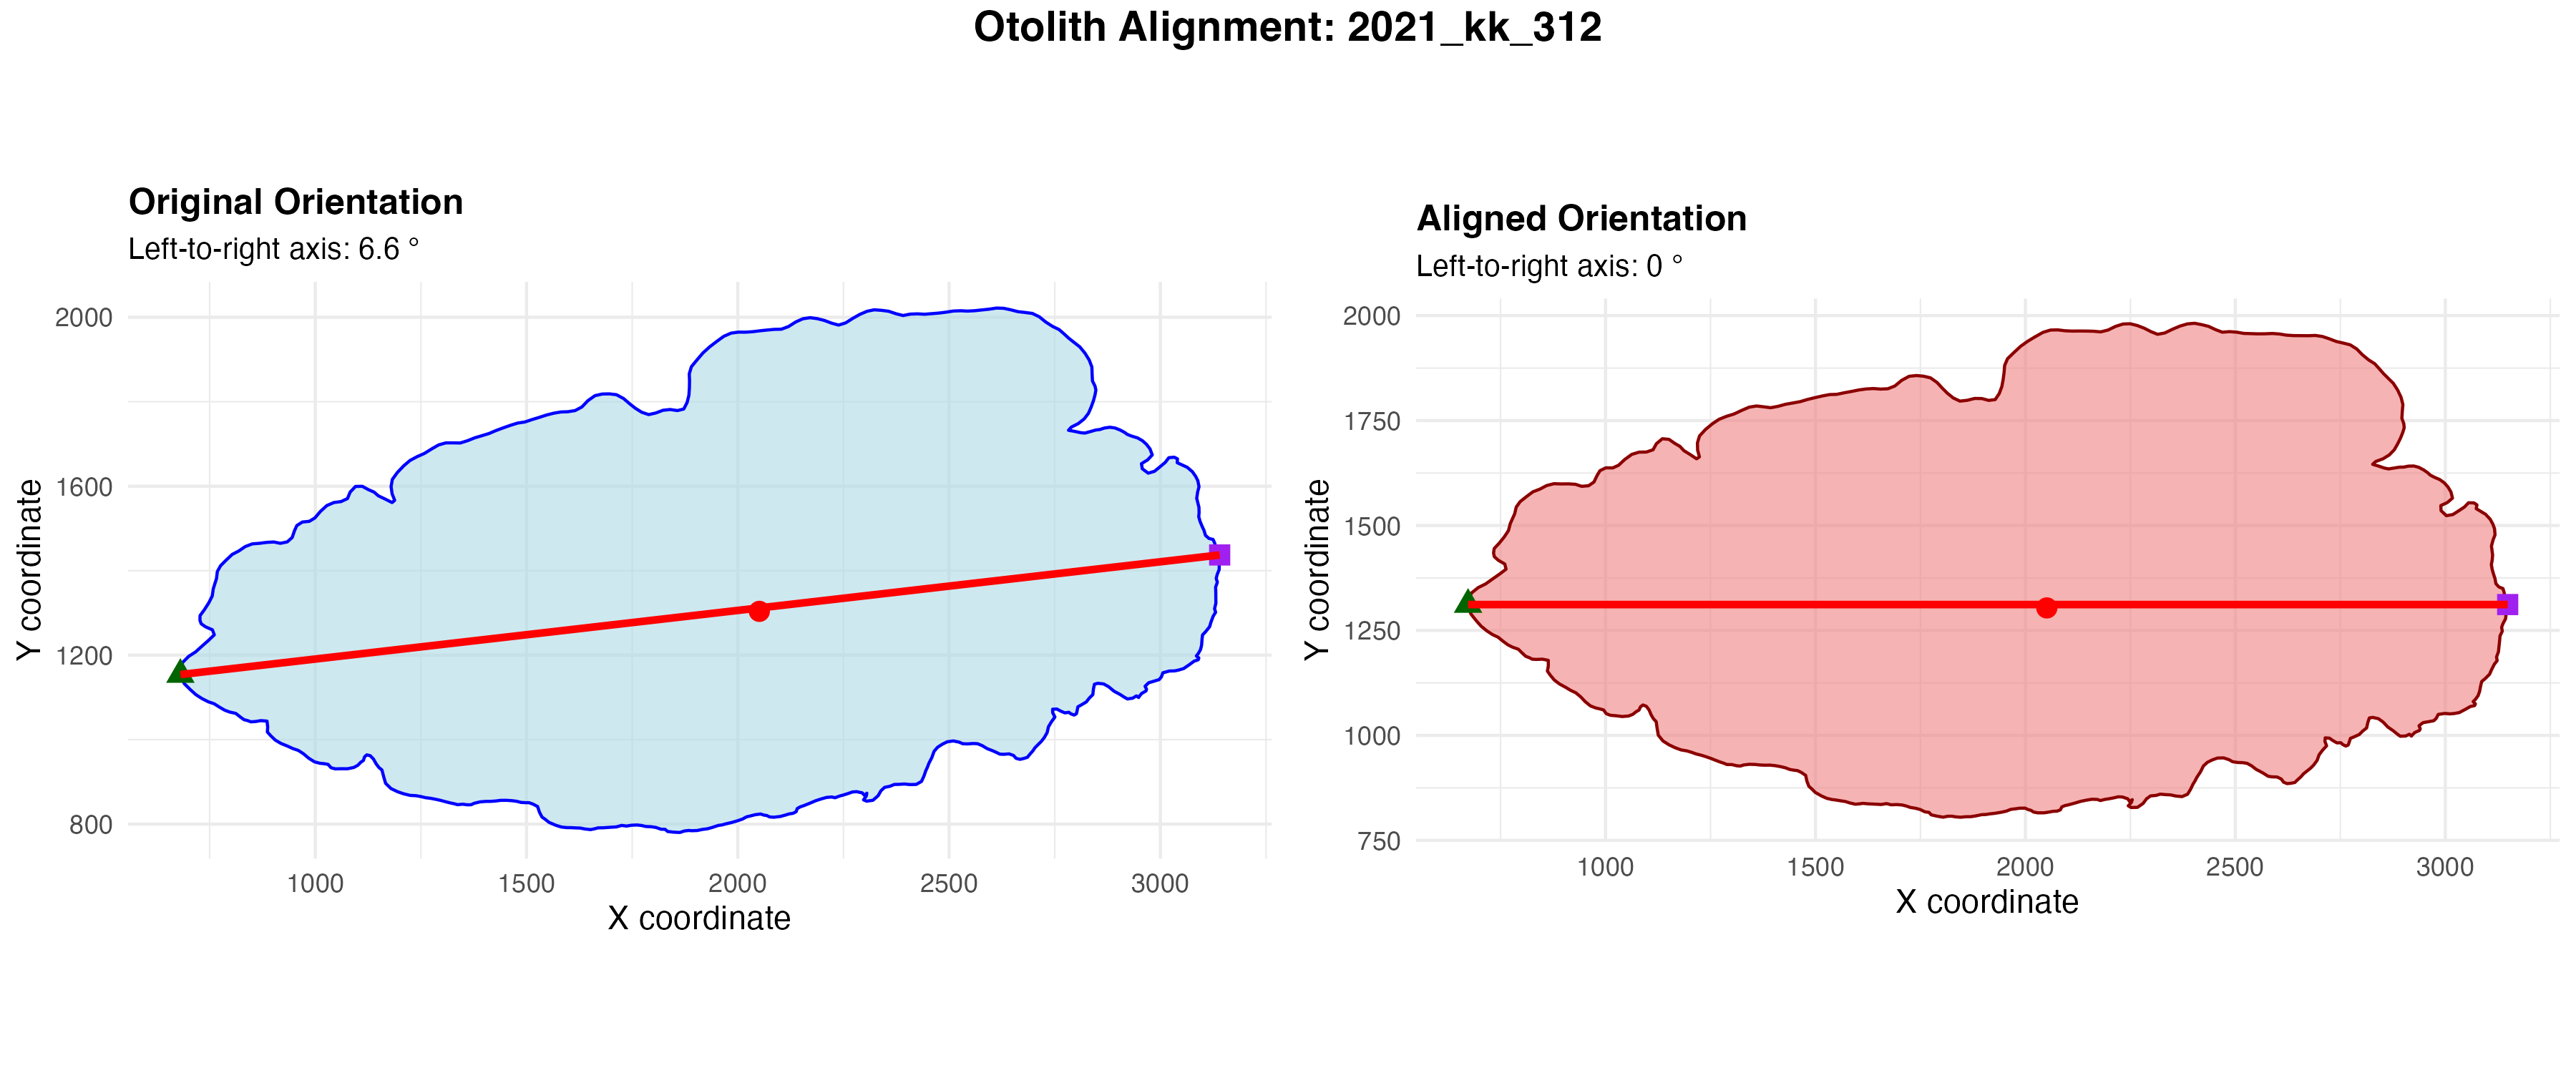 Otolith Alignment: 2021_kk_312
Original Orientation
Left-to-right axis: 6.6 °
2000
1600
1200
800
Y coordinate
1000 1500 2000 2500 3000
X coordinate
Aligned Orientation
Left-to-right axis: 0 °
2000
1750
1500
1250
1000
750
Y coordinate
1000 1500 2000 2500 3000
X coordinate